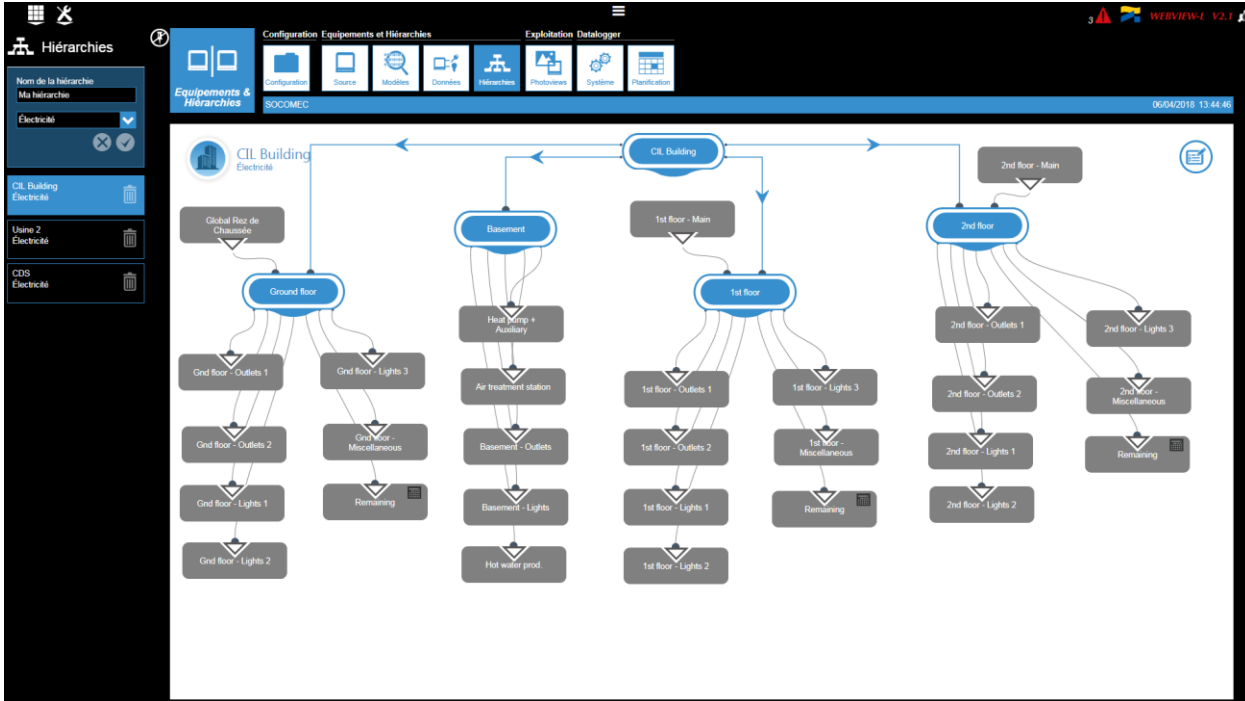 3
WEBVIEW-L V2.1
Hiérarchies
Configuration
Equipements et Hiérarchies
Exploitation
Datalogger
Equipements &
Hiérarchies
Configuration
Source
Modèles
Données
Hiérarchies
Photoviews
Système
Planification
SOCOMEC
06/04/2018 13:44:46
Nom de la hiérarchie
Ma hiérarchie
Électricité
CIL Building
Électricité
Usine 2
Électricité
CDS
Électricité
CIL Building
Électricité
CIL Building
2nd floor - Main
Global Rez de
Chaussée
1st floor - Main
Basement
2nd floor
Ground floor
1st floor
Gnd floor - Outlets 1
Gnd floor - Lights 3
Gnd floor - Outlets 2
Gnd floor -
Miscellaneous
Gnd floor - Lights 1
Remaining
Gnd floor - Lights 2
Heat pump +
Auxiliary
Air treatment station
Basement - Outlets
Basement - Lights
Hot water prod.
1st floor - Outlets 1
1st floor - Lights 3
1st floor - Outlets 2
1st floor -
Miscellaneous
1st floor - Lights 1
Remaining
1st floor - Lights 2
2nd floor - Outlets 1
2nd floor - Lights 3
2nd floor - Outlets 2
2nd floor -
Miscellaneous
2nd floor - Lights 1
Remaining
2nd floor - Lights 2